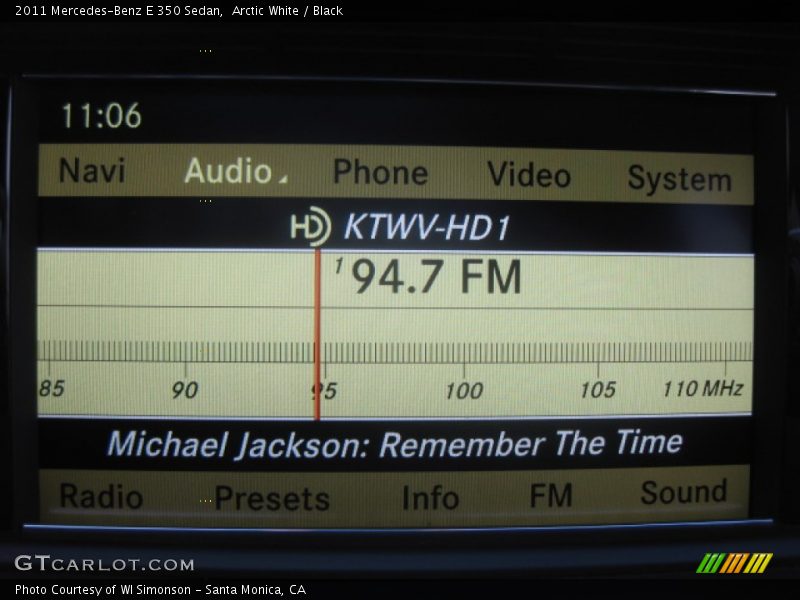 2011 Mercedes-Benz E 350 Sedan, Arctic White / Black
11:06
Navi Audio Phone Video System
HD KTWV-HD1
1 94.7 FM
85 90 95 100 105 110 MHz
Michael Jackson: Remember The Time
Radio Presets Info FM Sound
GTCARLOT.COM
Photo Courtesy of WI Simonson - Santa Monica, CA